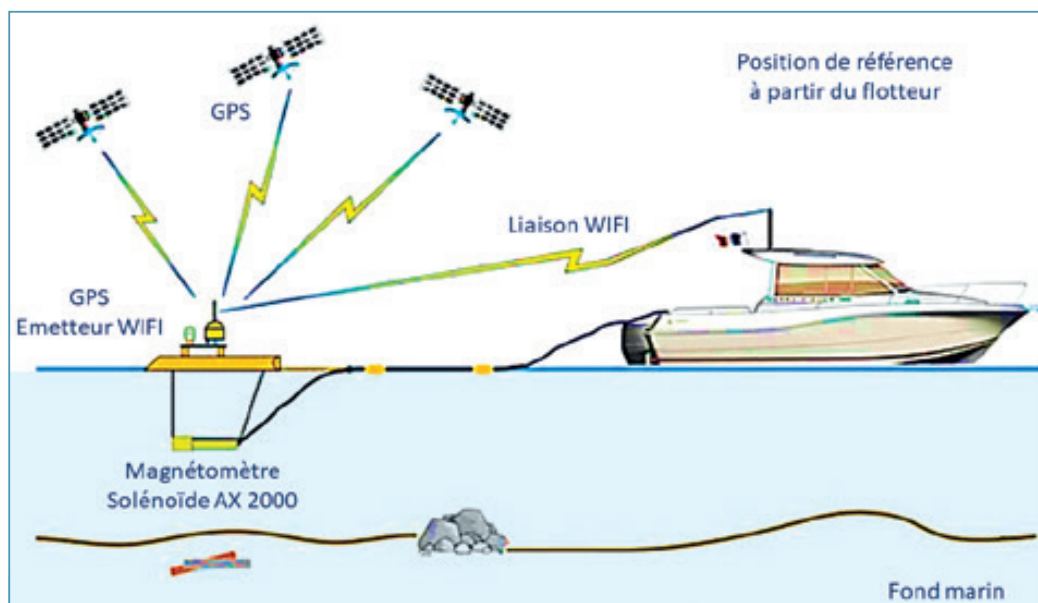 Position de référence
à partir du flotteur
GPS
Liaison WIFI
GPS
Emetteur WIFI
Magnétomètre
Solénoïde AX 2000
Fond marin